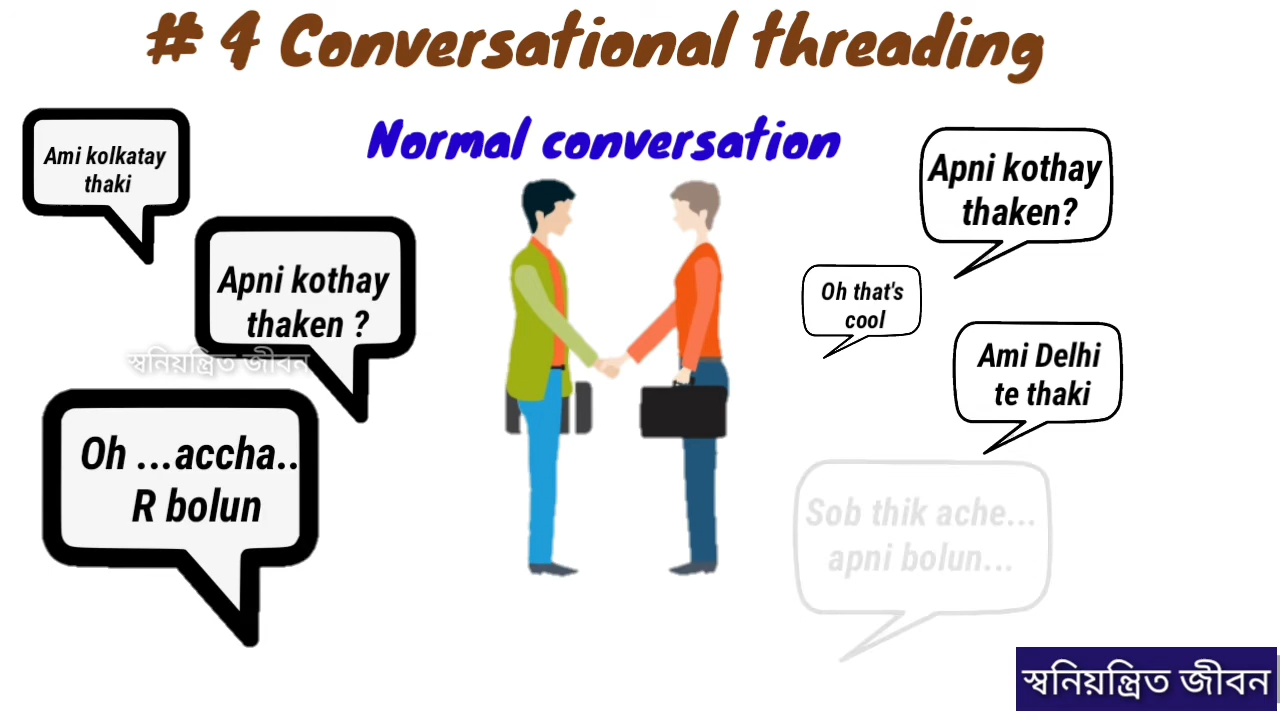 # 4 Conversational threading
Normal conversation
Ami kolkatay
thaki
Apni kothay
thaken ?
স্বনিয়ন্ত্রিত জীবন
Oh ...accha..
R bolun
Apni kothay
thaken?
Oh that's
cool
Ami Delhi
te thaki
Sob thik ache...
apni bolun...
স্বনিয়ন্ত্রিত জীবন